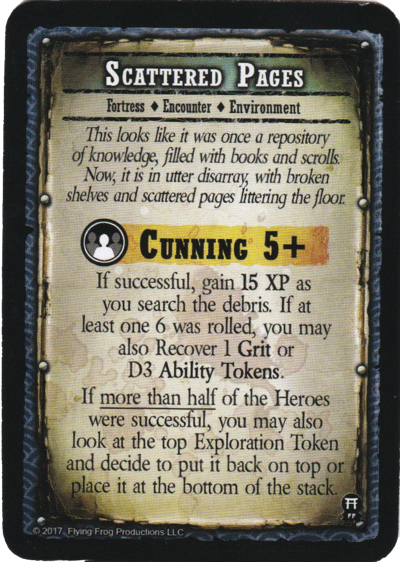 Scattered Pages
Fortress ♦ Encounter ♦ Environment
This looks like it was once a repository
of knowledge, filled with books and scrolls.
Now, it is in utter disarray, with broken
shelves and scattered pages littering the floor.
Cunning 5+
If successful, gain 15 XP as
you search the debris. If at
least one 6 was rolled, you may
also Recover 1 Grit or
D3 Ability Tokens.
If more than half of the Heroes
were successful, you may also
look at the top Exploration Token
and decide to put it back on top or
place it at the bottom of the stack.
© 2017 Flying Frog Productions LLC